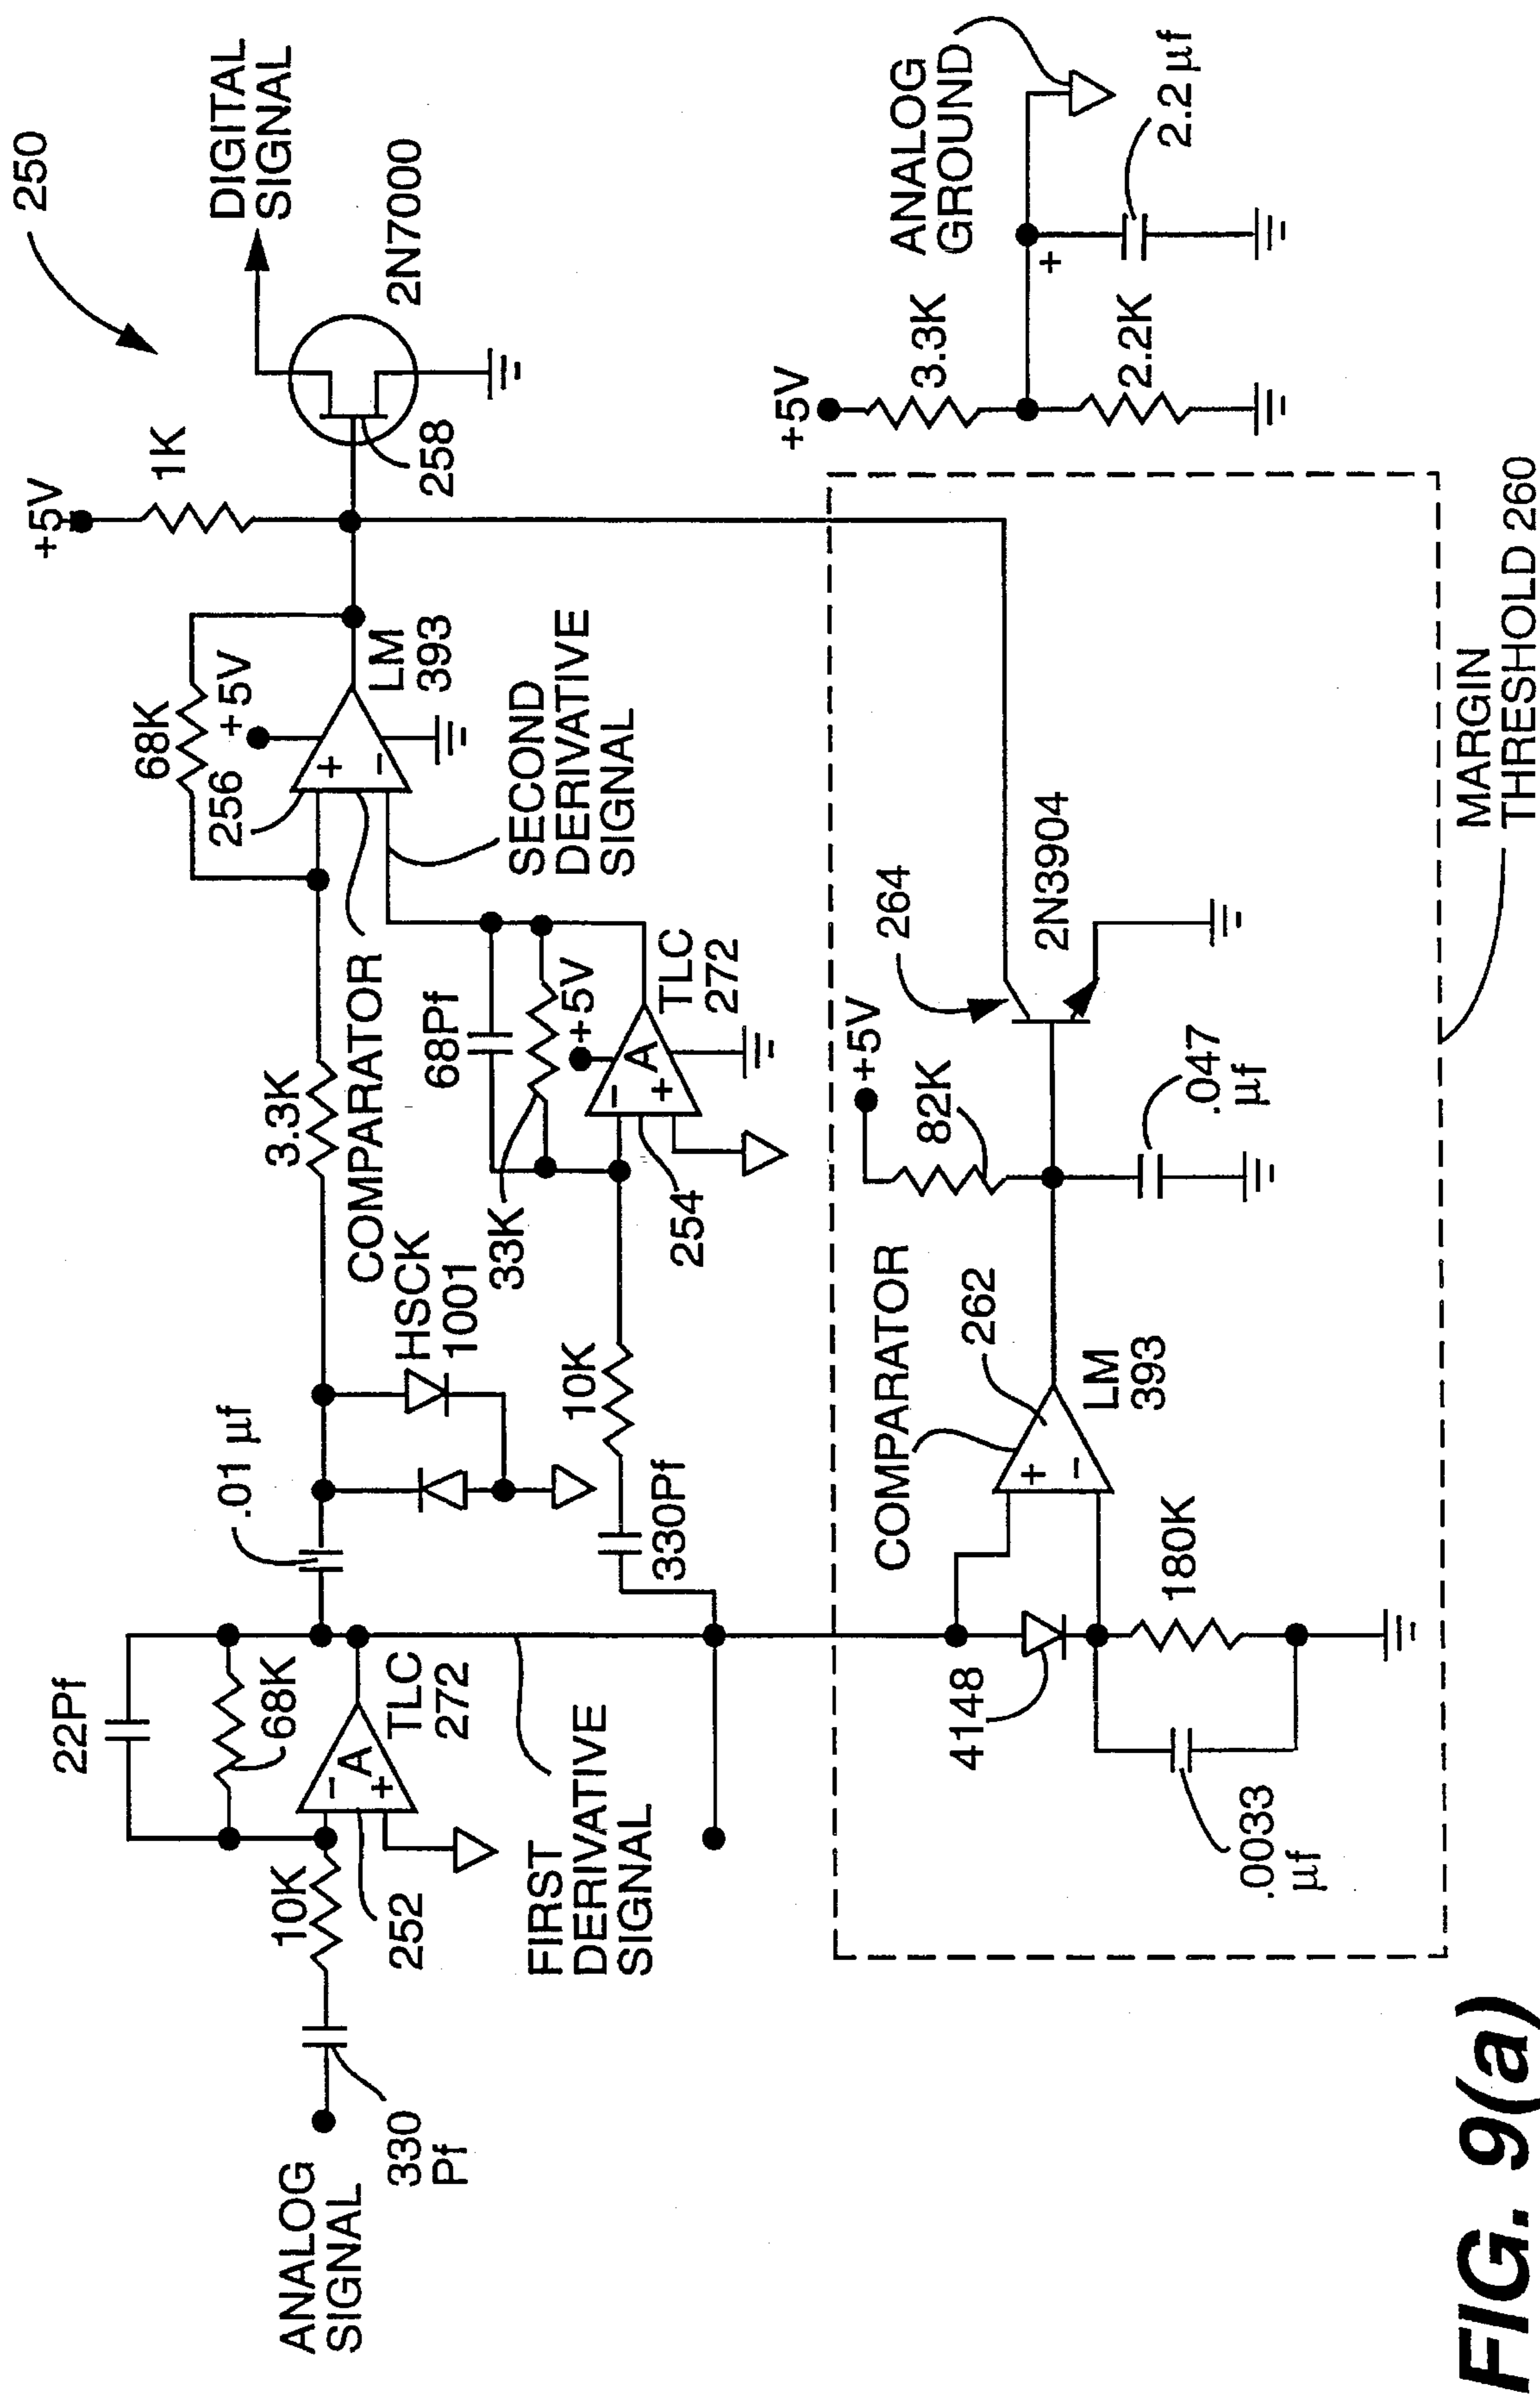 250
+5V
1K
DIGITAL
SIGNAL
2N7000
258
68K
+5V
256
+
−
LM
393
COMPARATOR
3.3K
SECOND
DERIVATIVE
SIGNAL
22Pf
68K
A
−
+
TLC
272
252
10K
330
Pf
ANALOG
SIGNAL
FIRST
DERIVATIVE
SIGNAL
.01 µf
HSCK
1001
68Pf
33K
+5V
A
−
+
TLC
272
254
10K
330Pf
+5V
3.3K
2.2K
ANALOG
GROUND
+
2.2 µf
COMPARATOR
262
+
−
LM
393
4148
180K
.0033
µf
+5V
82K
.047
µf
264
2N3904
MARGIN
THRESHOLD 260
FIG. 9(a)